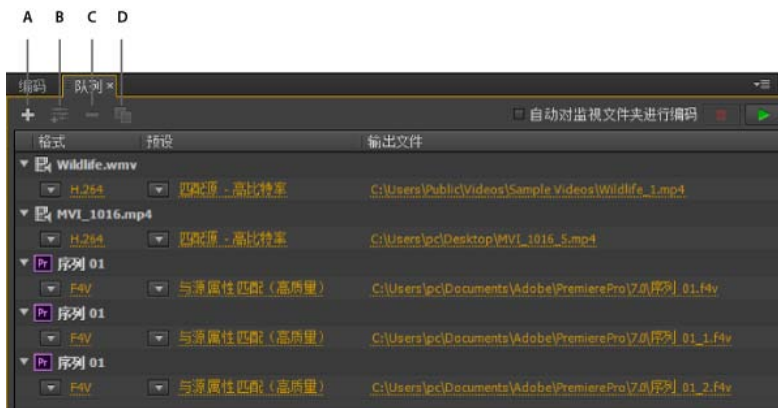 A B C D
编码 队列 ×
自动对监视文件夹进行编码
格式 预设 输出文件
Wildlife.wmv
H.264 匹配源 - 高比特率 C:\Users\Public\Videos\Sample Videos\Wildlife_1.mp4
MVI_1016.mp4
H.264 匹配源 - 高比特率 C:\Users\pc\Desktop\MVI_1016_5.mp4
Pr 序列 01
F4V 与源属性匹配（高质量） C:\Users\pc\Documents\Adobe\PremierePro\7.0\序列 01.f4v
Pr 序列 01
F4V 与源属性匹配（高质量） C:\Users\pc\Documents\Adobe\PremierePro\7.0\序列 01_1.f4v
Pr 序列 01
F4V 与源属性匹配（高质量） C:\Users\pc\Documents\Adobe\PremierePro\7.0\序列 01_2.f4v